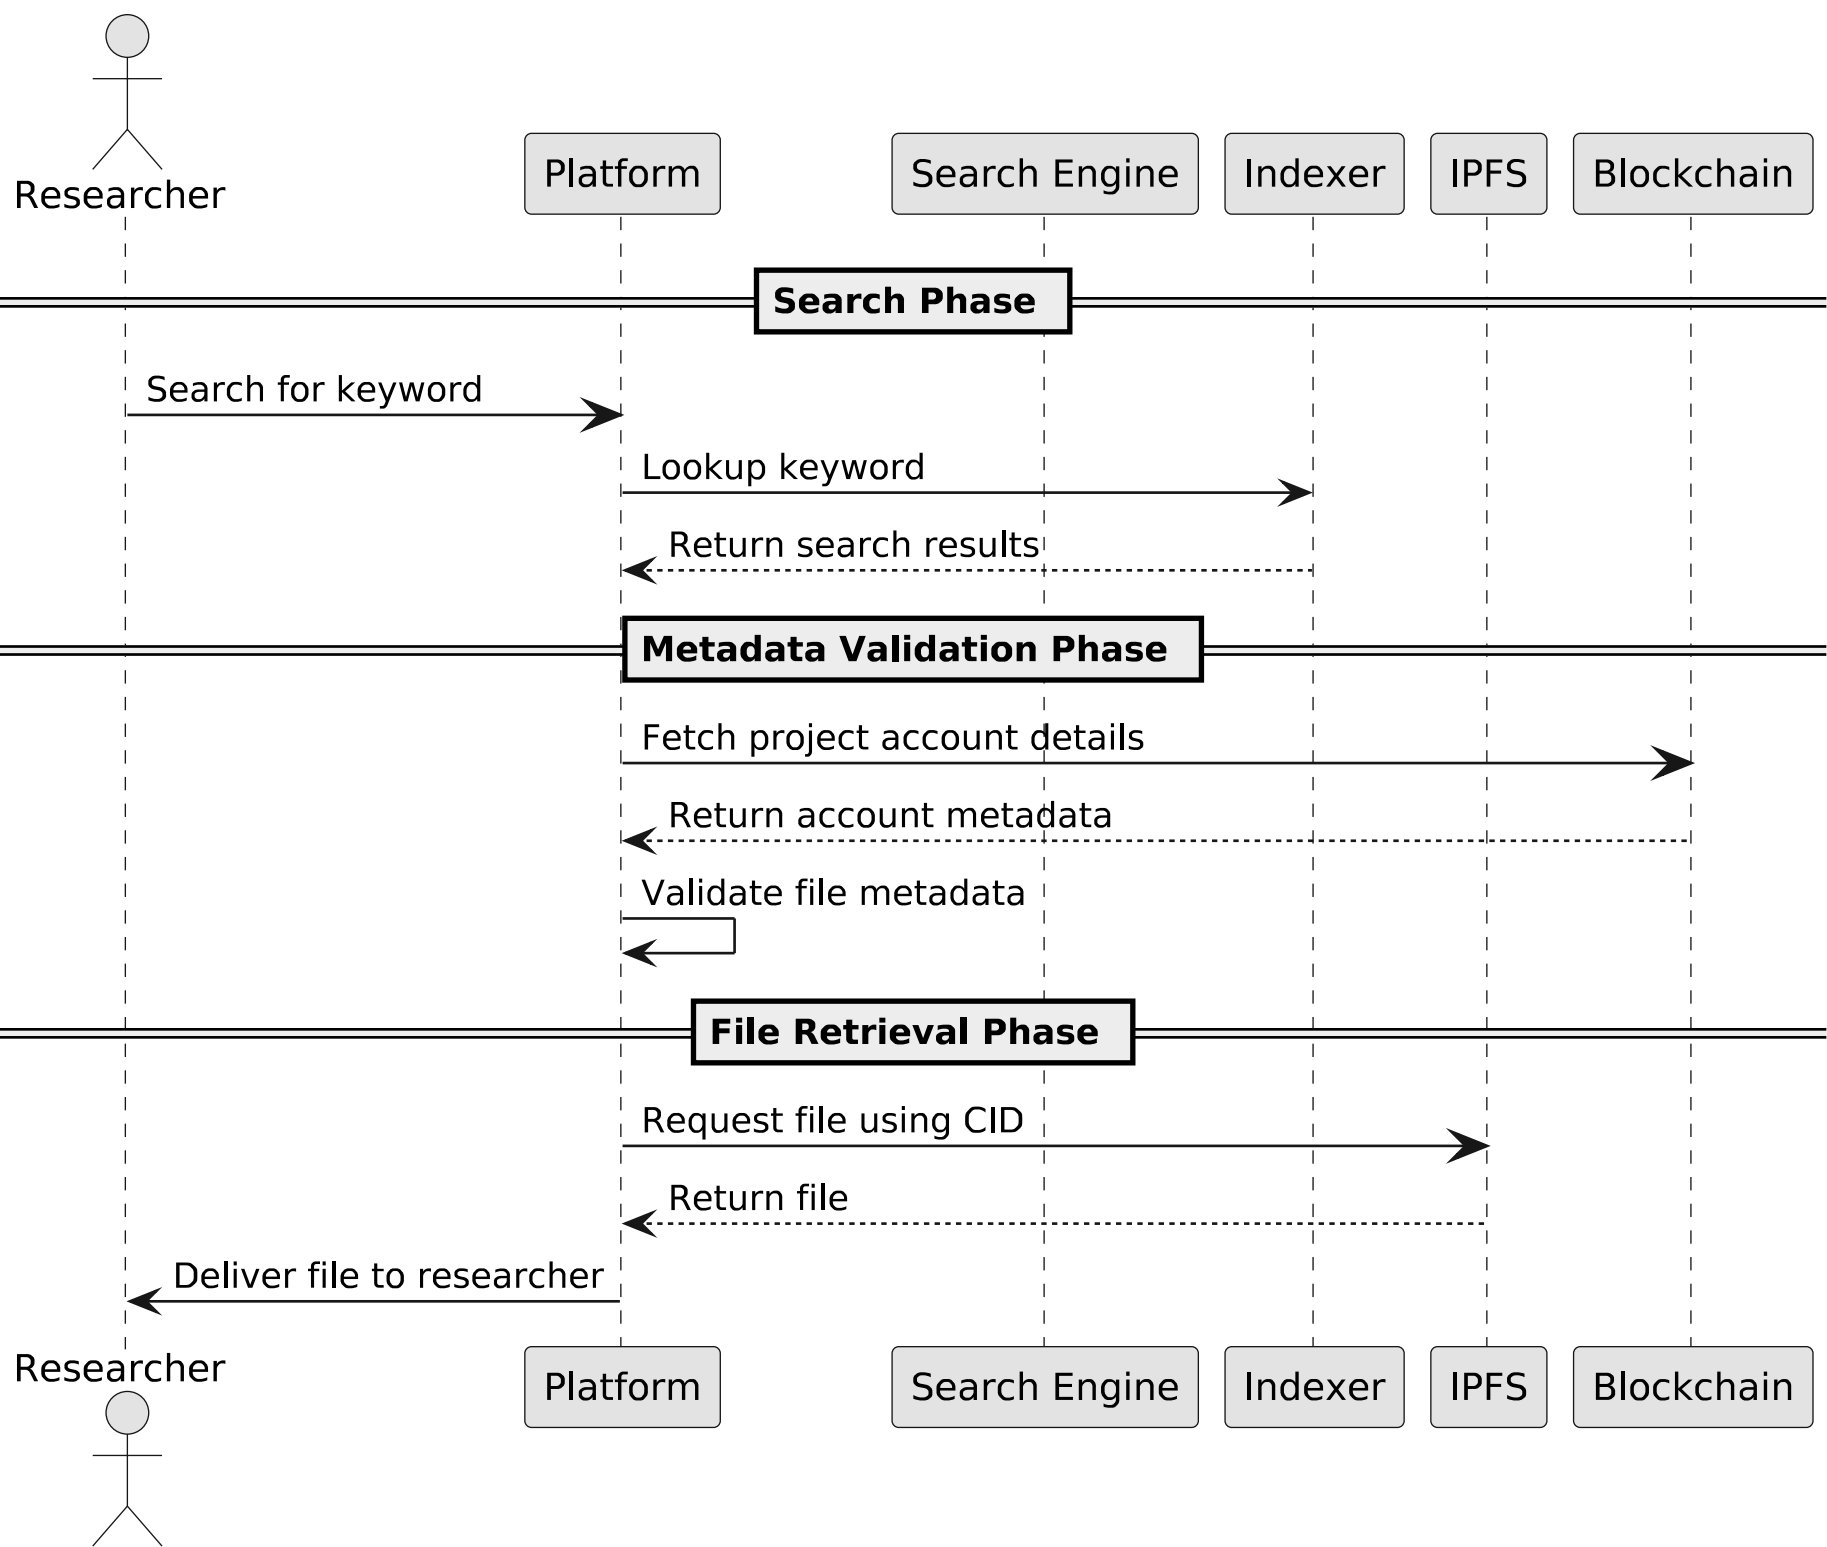 Researcher
Platform
Search Engine
Indexer
IPFS
Blockchain
Search Phase
Search for keyword
Lookup keyword
Return search results
Metadata Validation Phase
Fetch project account details
Return account metadata
Validate file metadata
File Retrieval Phase
Request file using CID
Return file
Deliver file to researcher
Researcher
Platform
Search Engine
Indexer
IPFS
Blockchain